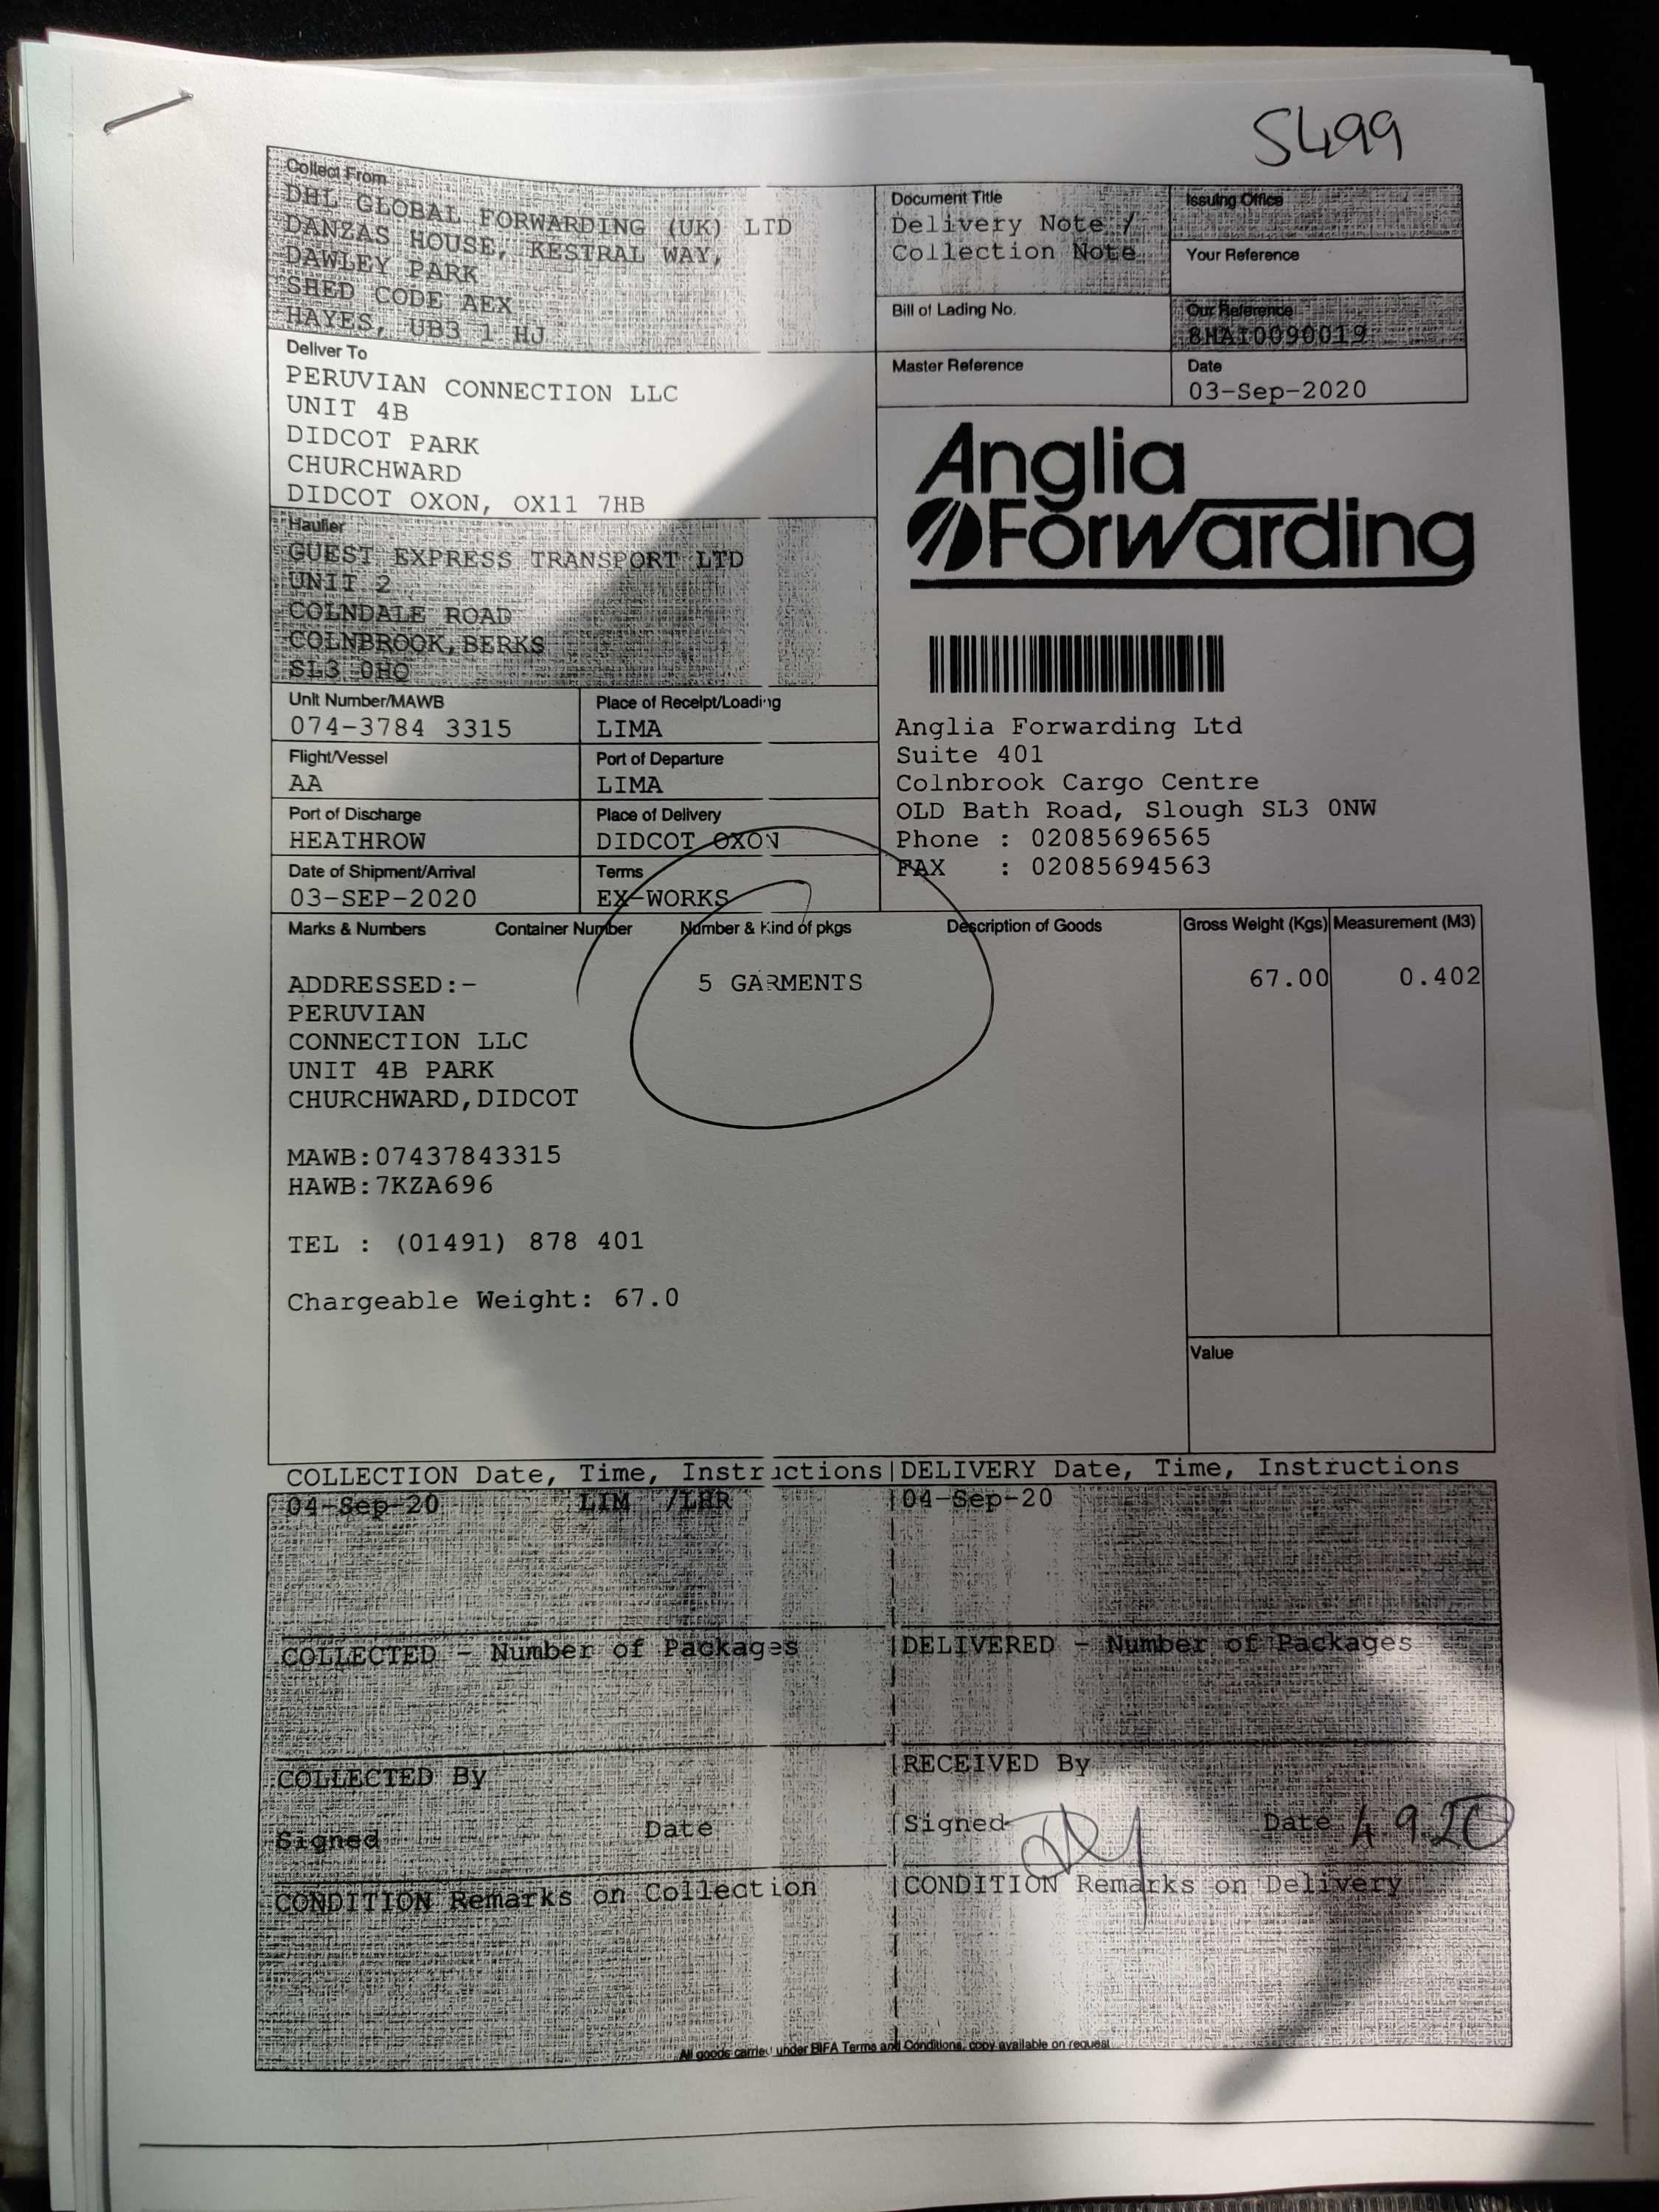 S499
Collect From
DHL GLOBAL FORWARDING (UK) LTD
DANZAS HOUSE, KESTRAL WAY,
DAWLEY PARK
SHED CODE AEX
HAYES, UB3 1 HJ
Document Title
Delivery Note /
Collection Note
Issuing Office
Your Reference
Bill of Lading No.
Our Reference
BHAI0090019
Master Reference
Date
03-Sep-2020
Deliver To
PERUVIAN CONNECTION LLC
UNIT 4B
DIDCOT PARK
CHURCHWARD
DIDCOT OXON, OX11 7HB
Anglia
Forwarding
Haulier
GUEST EXPRESS TRANSPORT LTD
UNIT 2
COLNDALE ROAD
COLNBROOK,BERKS
SL3 0HQ
Unit Number/MAWB
074-3784 3315
Place of Receipt/Loading
LIMA
Flight/Vessel
AA
Port of Departure
LIMA
Port of Discharge
HEATHROW
Place of Delivery
DIDCOT OXON
Date of Shipment/Arrival
03-SEP-2020
Terms
EX-WORKS
Anglia Forwarding Ltd
Suite 401
Colnbrook Cargo Centre
OLD Bath Road, Slough SL3 0NW
Phone : 02085696565
FAX : 02085694563
Marks & Numbers Container Number Number & Kind of pkgs Description of Goods Gross Weight (Kgs) Measurement (M3)
ADDRESSED:- 5 GARMENTS 67.00 0.402
PERUVIAN
CONNECTION LLC
UNIT 4B PARK
CHURCHWARD,DIDCOT
MAWB:07437843315
HAWB:7KZA696
TEL : (01491) 878 401
Chargeable Weight: 67.0
Value
COLLECTION Date, Time, Instructions|DELIVERY Date, Time, Instructions
04-Sep-20 LIM /LHR |04-Sep-20
COLLECTED - Number of Packages |DELIVERED - Number of Packages
COLLECTED By |RECEIVED By
Signed Date |Signed Date 4.9.20
CONDITION Remarks on Collection |CONDITION Remarks on Delivery
All goods carried under BIFA Terms and Conditions, copy available on request